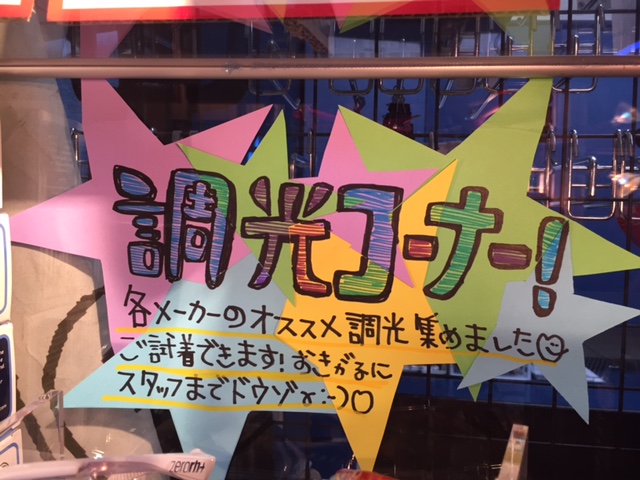 調光コーナー!
各メーカーのオススメ調光集めました
ご試着できます!おきがるに
スタッフまでドウゾγ:-)
zerorh+